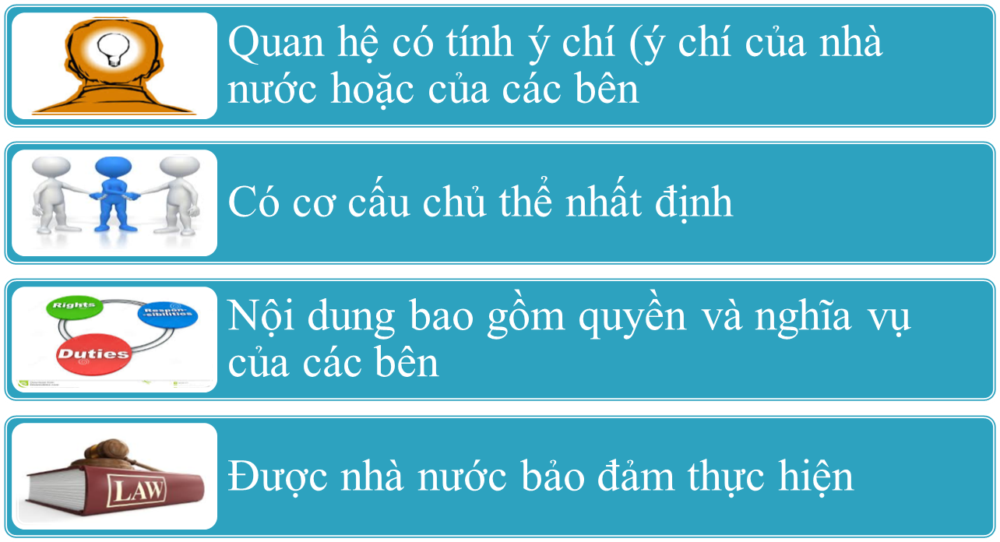 Quan hệ có tính ý chí (ý chí của nhà
nước hoặc của các bên
Có cơ cấu chủ thể nhất định
Rights
Respon-
-sibilities
Duties
Nội dung bao gồm quyền và nghĩa vụ
của các bên
LAW
Được nhà nước bảo đảm thực hiện